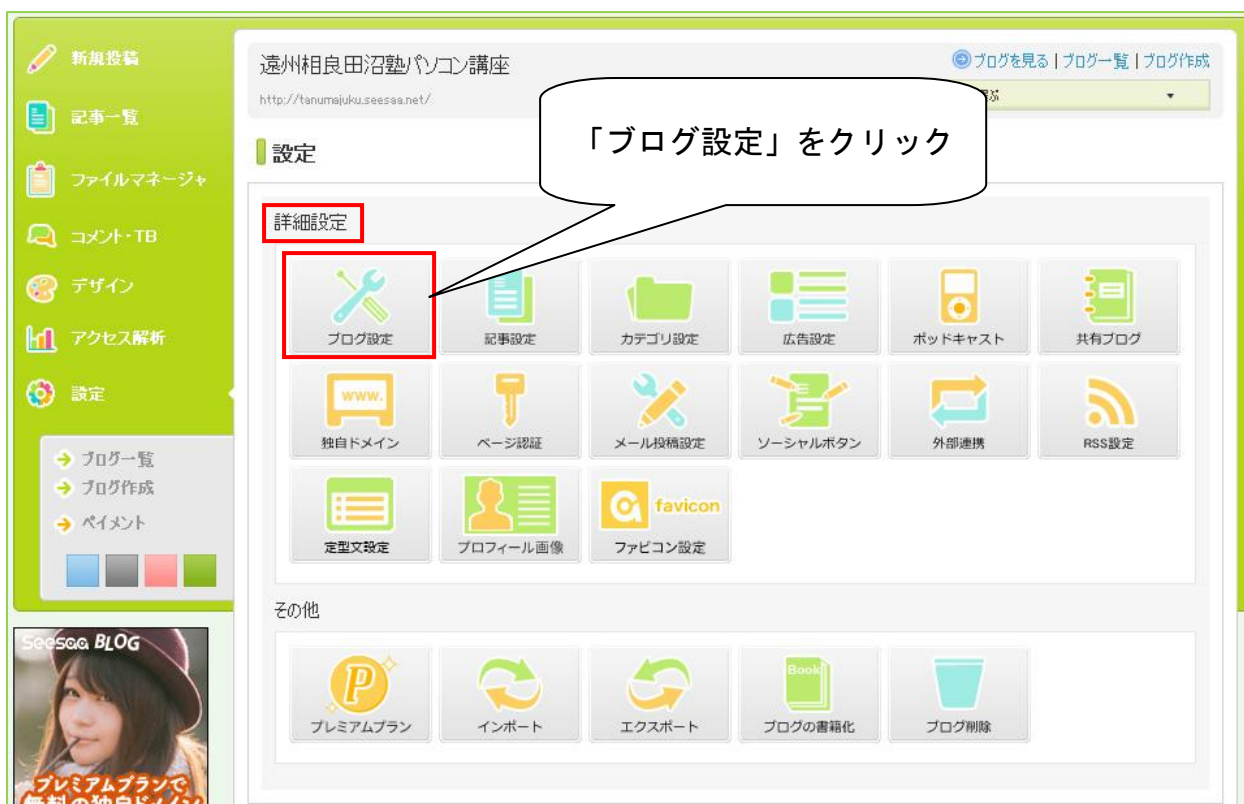 新規投稿
記事一覧
ファイルマネージャ
コメント・TB
デザイン
アクセス解析
設定
ブログ一覧
ブログ作成
ペイメント
遠州相良田沼塾パソコン講座
http://tanumajuku.seesaa.net/
ブログを見る | ブログ一覧 | ブログ作成
「ブログ設定」をクリック
設定
詳細設定
ブログ設定
記事設定
カテゴリ設定
広告設定
ポッドキャスト
共有ブログ
www.
独自ドメイン
ページ認証
メール投稿設定
ソーシャルボタン
外部連携
RSS設定
定型文設定
プロフィール画像
favicon
ファビコン設定
その他
P
プレミアムプラン
インポート
エクスポート
Book
ブログの書籍化
ブログ削除
Seesaa BLOG
プレミアムプランで
無料の独自ドメイン